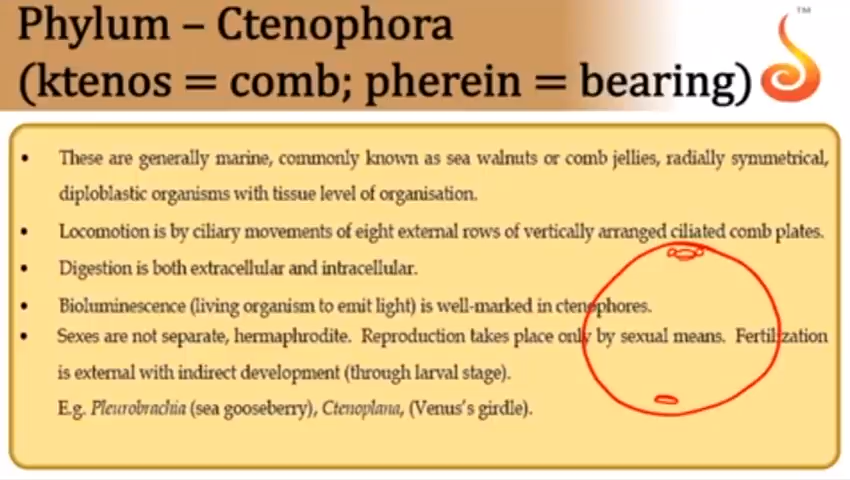 Phylum – Ctenophora
(ktenos = comb; pherein = bearing)
TM
• These are generally marine, commonly known as sea walnuts or comb jellies, radially symmetrical,
diploblastic organisms with tissue level of organisation.
• Locomotion is by ciliary movements of eight external rows of vertically arranged ciliated comb plates.
• Digestion is both extracellular and intracellular.
• Bioluminescence (living organism to emit light) is well-marked in ctenophores.
• Sexes are not separate, hermaphrodite. Reproduction takes place only by sexual means. Fertilization
is external with indirect development (through larval stage).
E.g. Pleurobrachia (sea gooseberry), Ctenoplana, (Venus's girdle).